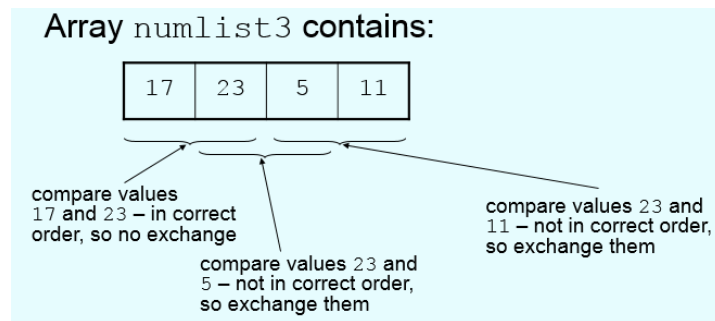 Array numlist3 contains:
17 23 5 11
compare values
17 and 23 – in correct
order, so no exchange
compare values 23 and
5 – not in correct order,
so exchange them
compare values 23 and
11 – not in correct order,
so exchange them